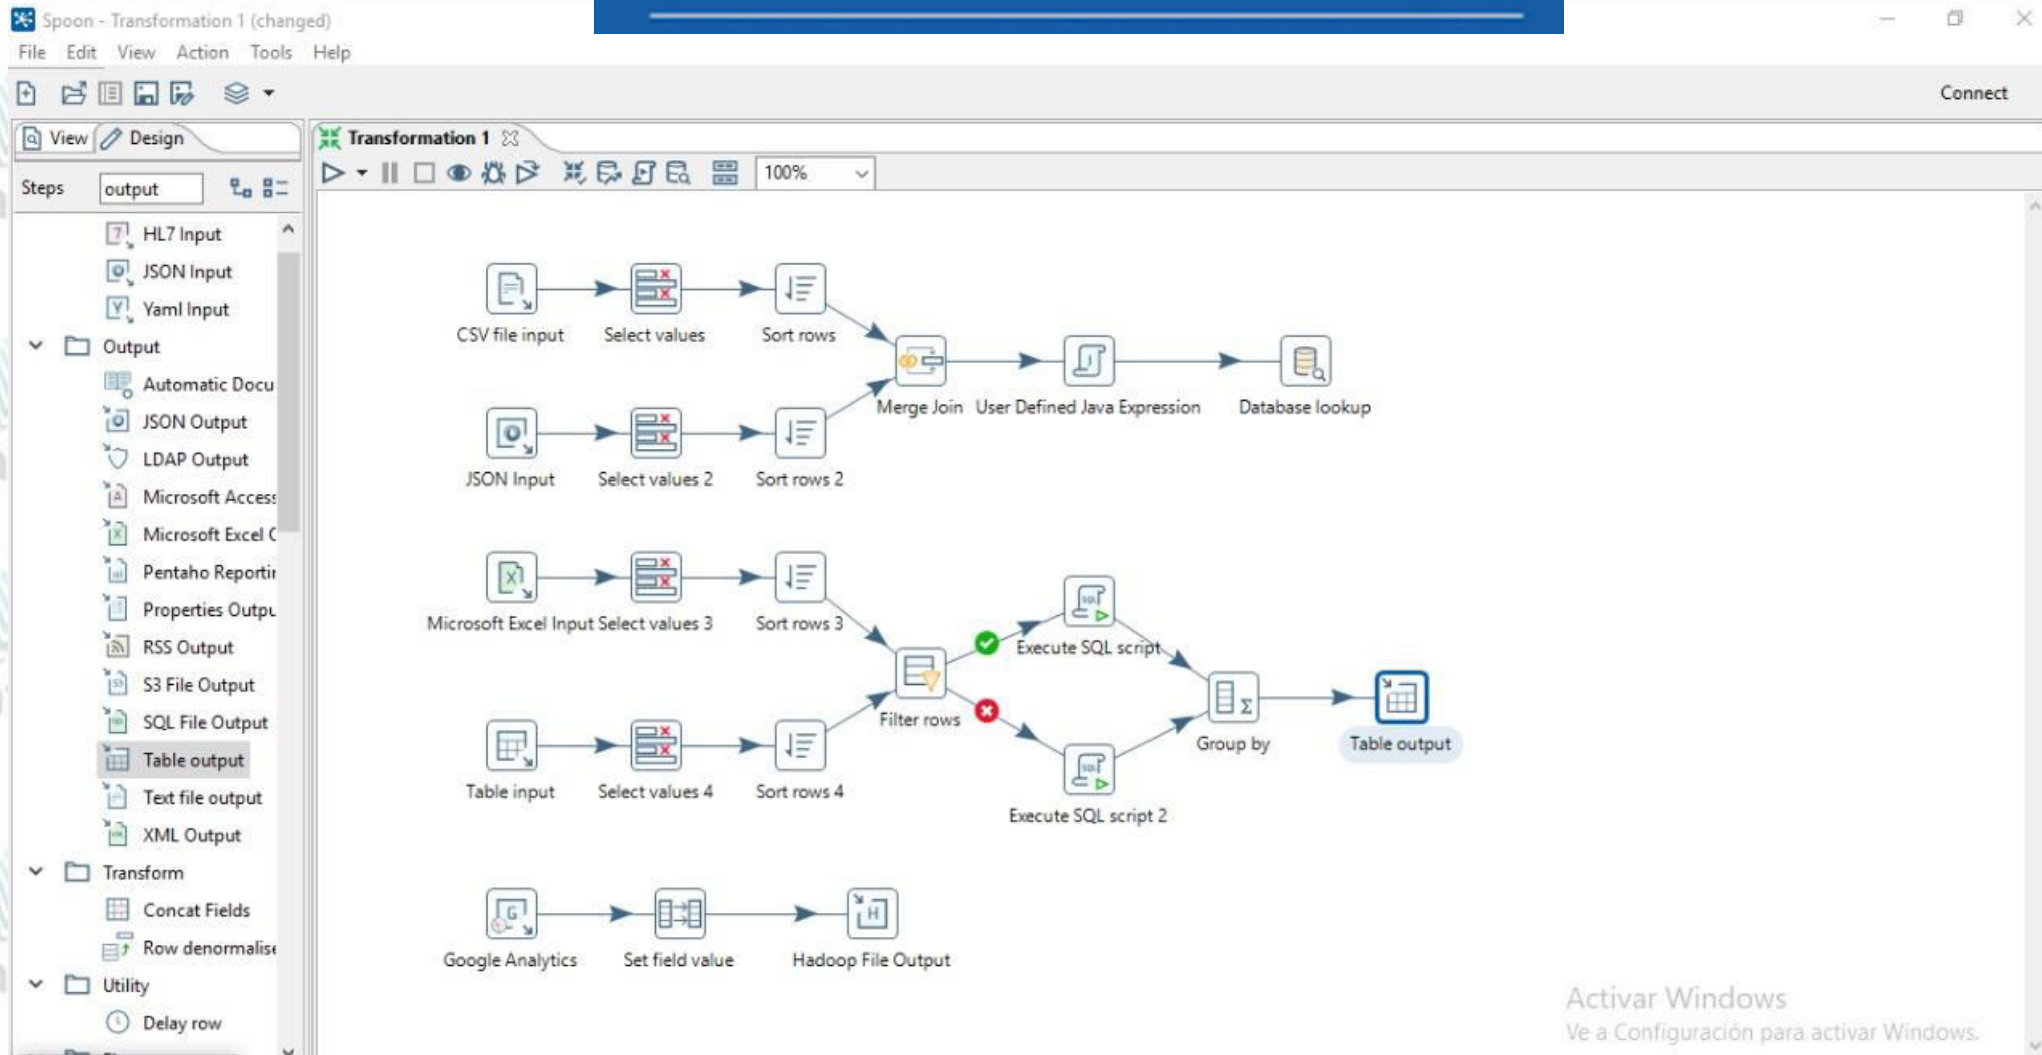 Spoon - Transformation 1 (changed)
File Edit View Action Tools Help
Connect
View Design
Transformation 1
Steps output
100%
HL7 Input
JSON Input
Yaml Input
Output
Automatic Docu
JSON Output
LDAP Output
Microsoft Access
Microsoft Excel
Pentaho Reportin
Properties Outpu
RSS Output
S3 File Output
SQL File Output
Table output
Text file output
XML Output
Transform
Concat Fields
Row denormalise
Utility
Delay row
CSV file input Select values Sort rows
Merge Join User Defined Java Expression Database lookup
JSON Input Select values 2 Sort rows 2
Microsoft Excel Input Select values 3 Sort rows 3
Execute SQL script
Filter rows
Group by Table output
Table input Select values 4 Sort rows 4
Execute SQL script 2
Google Analytics Set field value Hadoop File Output
Activar Windows
Ve a Configuración para activar Windows.